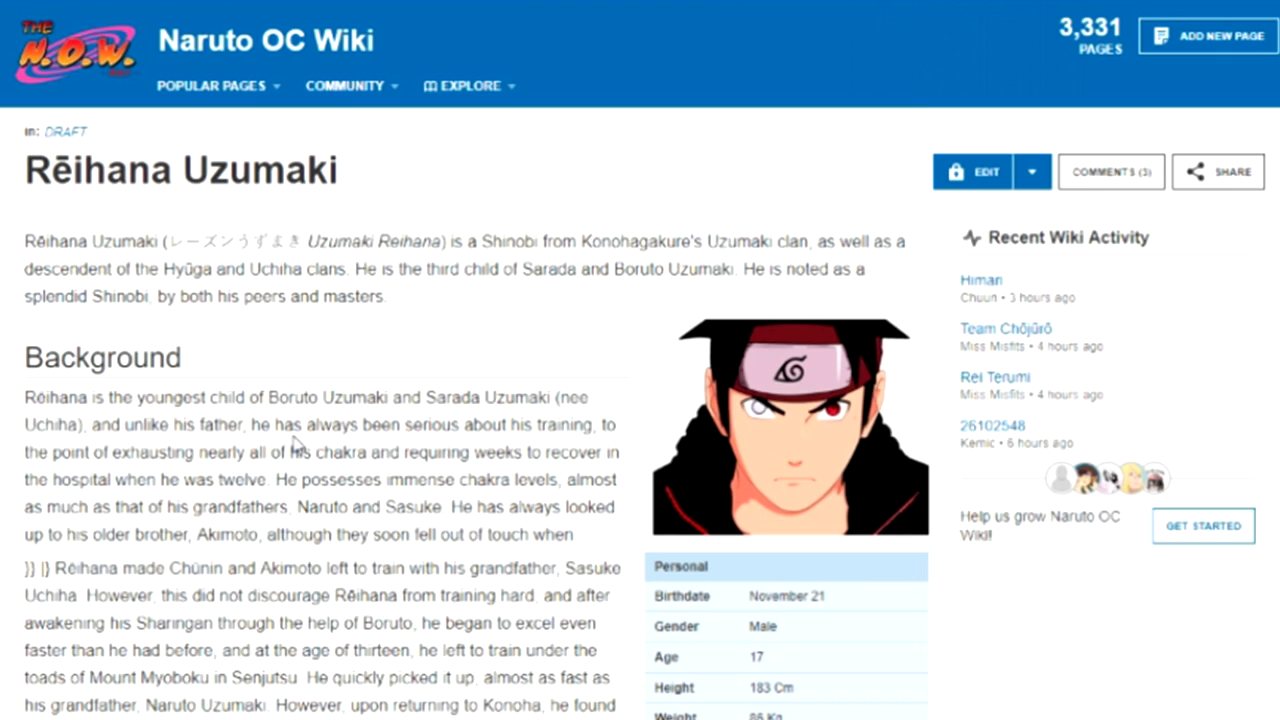 THE
N.O.W.
Naruto OC Wiki
3,331
PAGES
ADD NEW PAGE
POPULAR PAGES
COMMUNITY
EXPLORE
in: DRAFT
Rēihana Uzumaki
EDIT
COMMENTS (3)
SHARE
Rēihana Uzumaki (レーズンうずまき Uzumaki Reihana) is a Shinobi from Konohagakure's Uzumaki clan, as well as a
descendent of the Hyūga and Uchiha clans. He is the third child of Sarada and Boruto Uzumaki. He is noted as a
splendid Shinobi, by both his peers and masters.
Background
Rēihana is the youngest child of Boruto Uzumaki and Sarada Uzumaki (nee
Uchiha), and unlike his father, he has always been serious about his training, to
the point of exhausting nearly all of his chakra and requiring weeks to recover in
the hospital when he was twelve. He possesses immense chakra levels, almost
as much as that of his grandfathers, Naruto and Sasuke. He has always looked
up to his older brother, Akimoto, although they soon fell out of touch when
}} |} Rēihana made Chūnin and Akimoto left to train with his grandfather, Sasuke
Uchiha. However, this did not discourage Rēihana from training hard, and after
awakening his Sharingan through the help of Boruto, he began to excel even
faster than he had before, and at the age of thirteen, he left to train under the
toads of Mount Myoboku in Senjutsu. He quickly picked it up, almost as fast as
his grandfather, Naruto Uzumaki. However, upon returning to Konoha, he found
Personal
Birthdate November 21
Gender Male
Age 17
Height 183 Cm
Weight 86 Kg
Recent Wiki Activity
Himari
Chuun • 3 hours ago
Team Chōjūrō
Miss Misfits • 4 hours ago
Rei Terumi
Miss Misfits • 4 hours ago
26102548
Kemic • 6 hours ago
Help us grow Naruto OC
Wiki!
GET STARTED